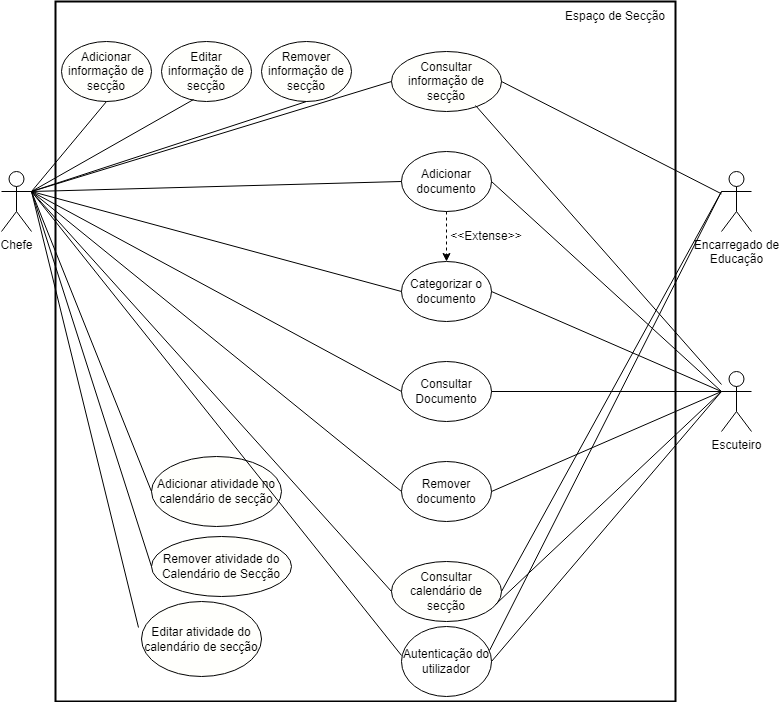 Espaço de Secção
Adicionar
informação de
secção
Editar
informação de
secção
Remover
informação de
secção
Consultar
informação de
secção
Adicionar
documento
<<Extense>>
Chefe
Encarregado de
Educação
Categorizar o
documento
Consultar
Documento
Escuteiro
Remover
documento
Adicionar atividade no
calendário de secção
Remover atividade do
Calendário de Secção
Consultar
calendário de
secção
Editar atividade do
calendário de secção
Autenticação do
utilizador